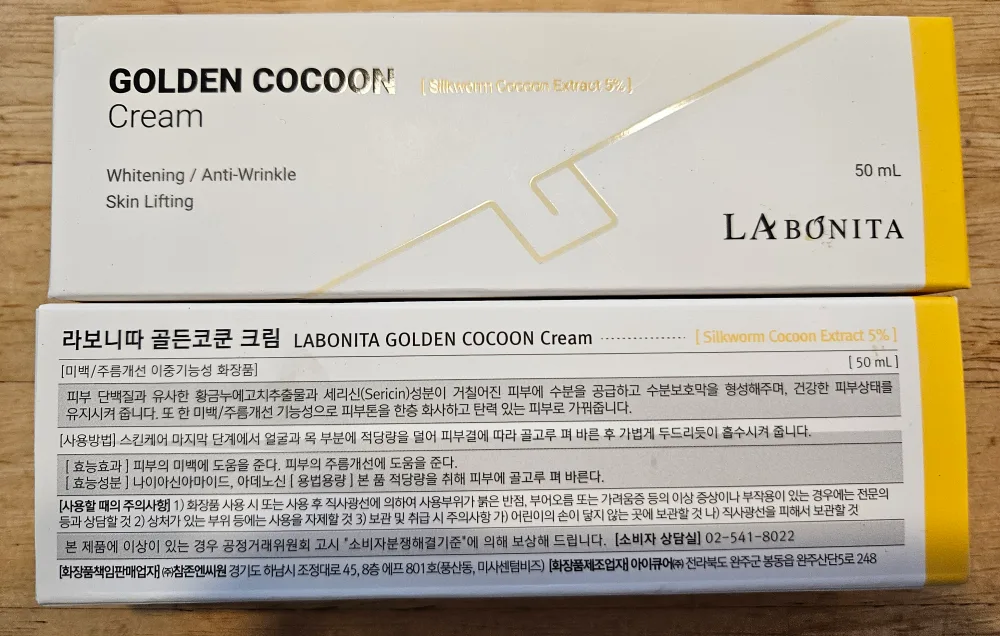 GOLDEN COCOON [ Silkworm Cocoon Extract 5% ]
Cream
Whitening / Anti-Wrinkle
Skin Lifting
50 mL
LABONITA
라보니따 골든코쿤 크림 LABONITA GOLDEN COCOON Cream [ Silkworm Cocoon Extract 5% ]
[미백/주름개선 이중기능성 화장품] [ 50 mL ]
피부 단백질과 유사한 황금누에고치추출물과 세리신(Sericin)성분이 거칠어진 피부에 수분을 공급하고 수분보호막을 형성해주며, 건강한 피부상태를
유지시켜 줍니다. 또 한 미백/주름개선 기능성으로 피부톤을 한층 화사하고 탄력 있는 피부로 가꿔줍니다.
[사용방법] 스킨케어 마지막 단계에서 얼굴과 목 부분에 적당량을 덜어 피부결에 따라 골고루 펴 바른 후 가볍게 두드리듯이 흡수시켜 줍니다.
[ 효능효과 ] 피부의 미백에 도움을 준다. 피부의 주름개선에 도움을 준다.
[ 효능성분 ] 나이아신아마이드, 아데노신 [ 용법용량 ] 본 품 적당량을 취해 피부에 골고루 펴 바른다.
[사용할 때의 주의사항] 1) 화장품 사용 시 또는 사용 후 직사광선에 의하여 사용부위가 붉은 반점, 부어오름 또는 가려움증 등의 이상 증상이나 부작용이 있는 경우에는 전문의
등과 상담할 것 2) 상처가 있는 부위 등에는 사용을 자제할 것 3) 보관 및 취급 시 주의사항 가) 어린이의 손이 닿지 않는 곳에 보관할 것 나) 직사광선을 피해서 보관할 것
본 제품에 이상이 있는 경우 공정거래위원회 고시 "소비자분쟁해결기준"에 의해 보상해 드립니다. [소비자 상담실] 02-541-8022
[화장품책임판매업자] ㈜참존엔씨원 경기도 하남시 조정대로 45, 8층 에프 801호(풍산동, 미사센텀비즈) [화장품제조업자] 아이큐어㈜ 전라북도 완주군 봉동읍 완주산단5로 248